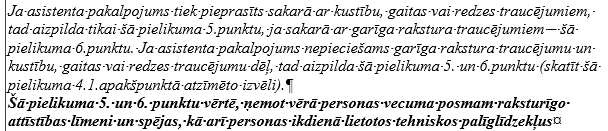 Ja asistenta pakalpojums tiek pieprasīts sakarā ar kustību, gaitas vai redzes traucējumiem,
tad aizpilda tikai šā pielikuma 5.punktu, ja sakarā ar garīga rakstura traucējumiem — šā
pielikuma 6.punktu. Ja asistenta pakalpojums nepieciešams garīga rakstura traucējumu un
kustību, gaitas vai redzes traucējumu dēļ, tad aizpilda šā pielikuma 5. un 6.punktu (skatīt šā
pielikuma 4.1.apakšpunktā atzīmēto izvēli).¶
Šā pielikuma 5. un 6. punktu vērtē, ņemot vērā personas vecuma posmam raksturīgo
attīstības līmeni un spējas, kā arī personas ikdienā lietotos tehniskos palīglīdzekļus¤